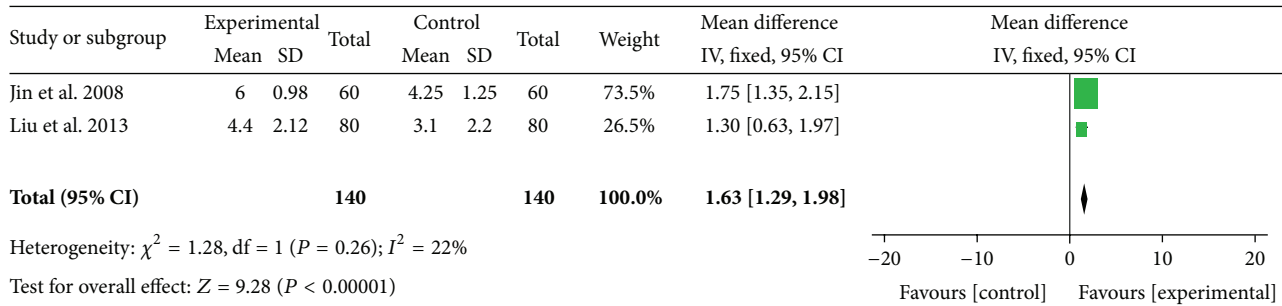 Study or subgroup Experimental Total Control Total Weight Mean difference Mean difference
Mean SD Mean SD IV, fixed, 95% CI IV, fixed, 95% CI
Jin et al. 2008 6 0.98 60 4.25 1.25 60 73.5% 1.75 [1.35, 2.15]
Liu et al. 2013 4.4 2.12 80 3.1 2.2 80 26.5% 1.30 [0.63, 1.97]
Total (95% CI) 140 140 100.0% 1.63 [1.29, 1.98]
Heterogeneity: χ² = 1.28, df = 1 (P = 0.26); I² = 22%
Test for overall effect: Z = 9.28 (P < 0.00001)
−20 −10 0 10 20
Favours [control] Favours [experimental]